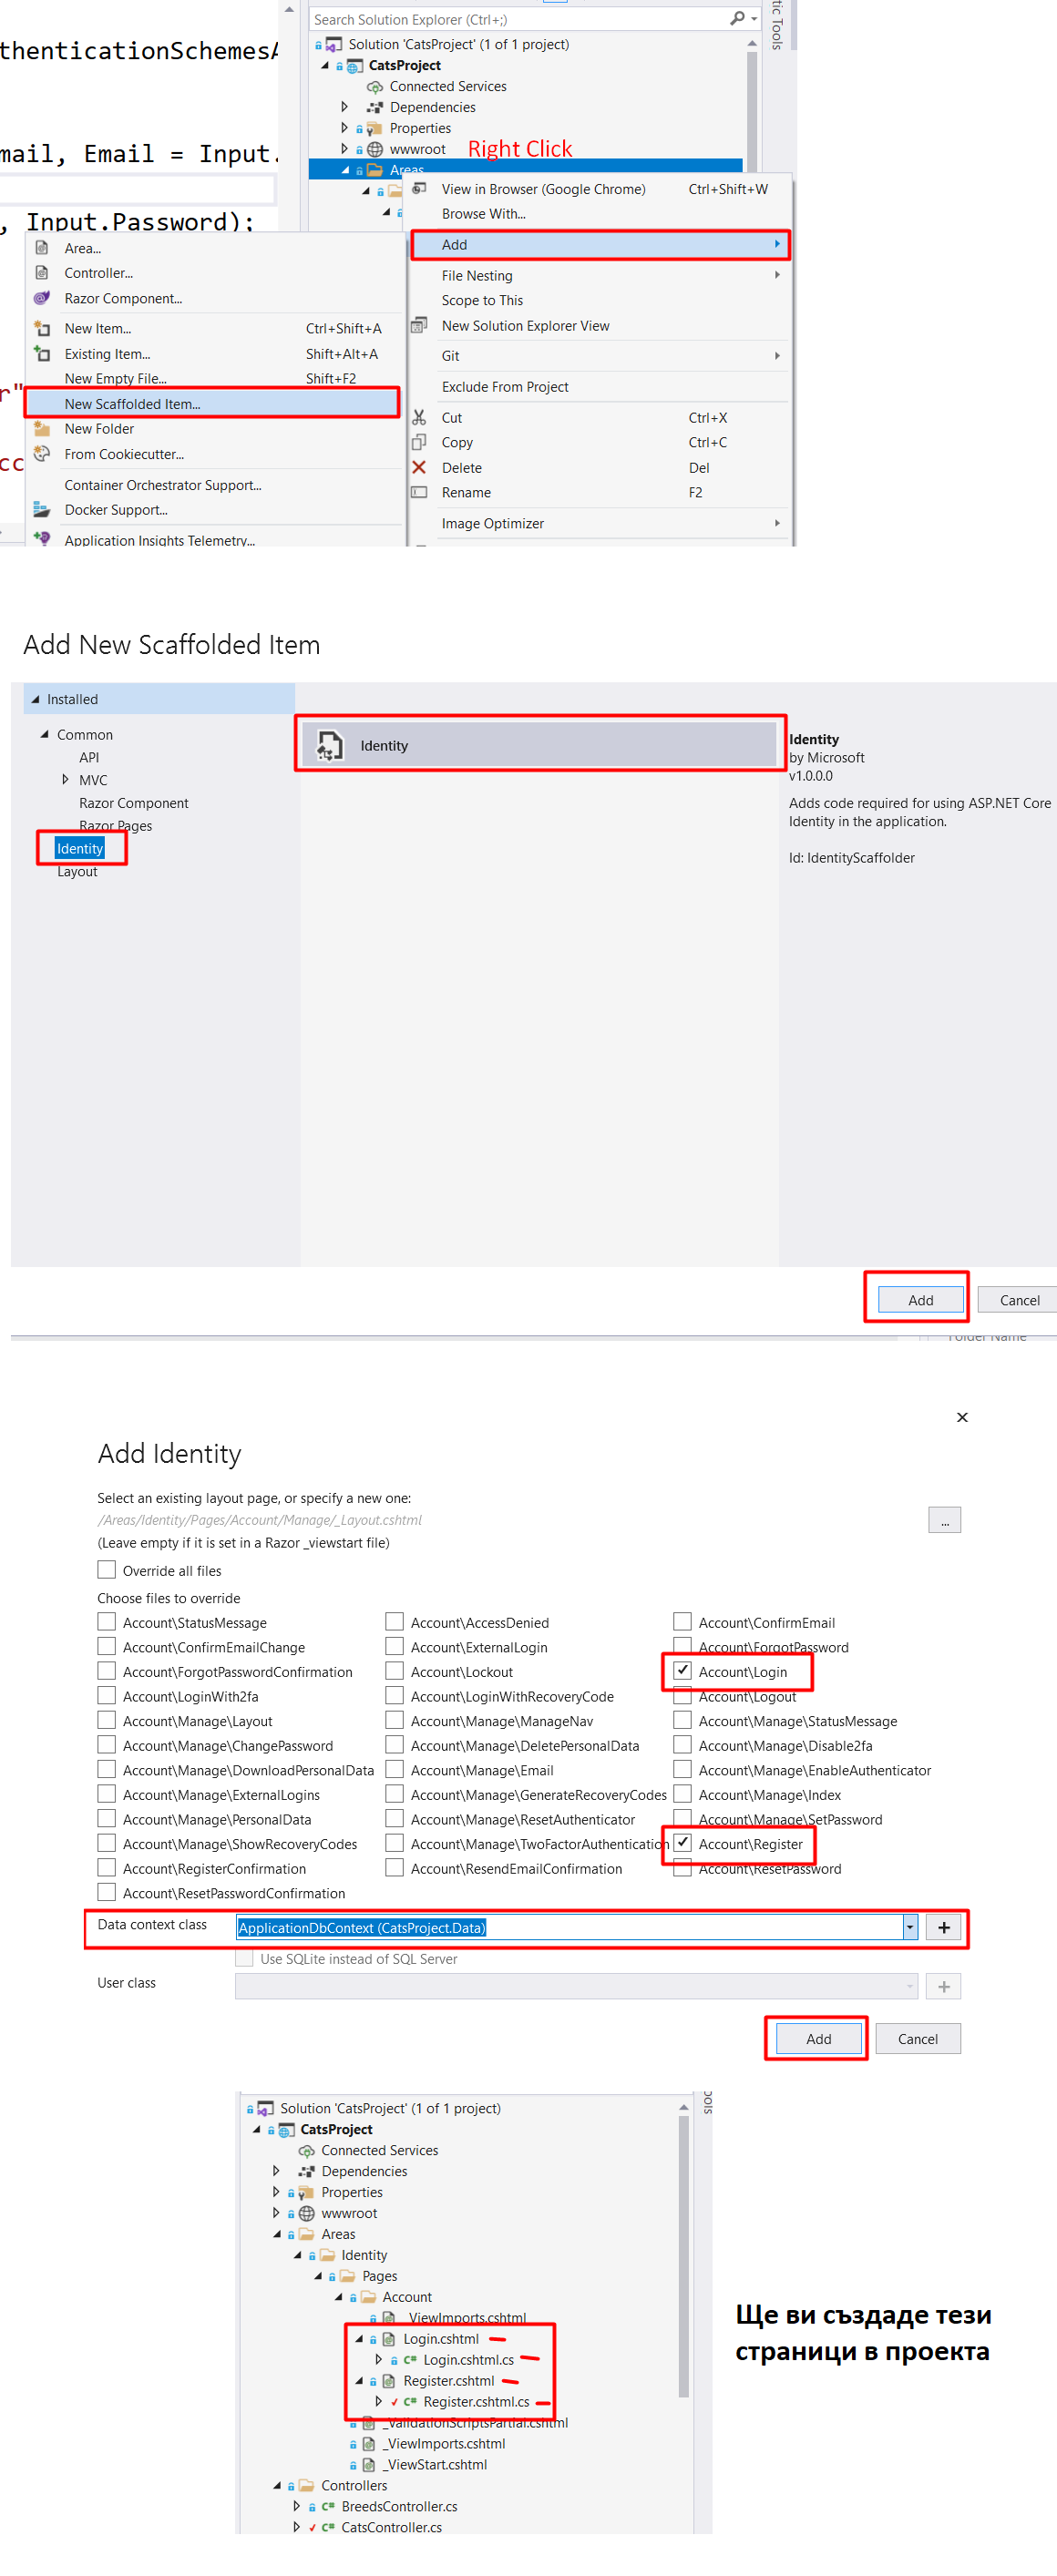 Search Solution Explorer (Ctrl+;)
tic Tools
Solution 'CatsProject' (1 of 1 project)
thenticationSchemesA
CatsProject
Connected Services
Dependencies
Properties
mail, Email = Input.
wwwroot
Right Click
Areas
View in Browser (Google Chrome) Ctrl+Shift+W
Browse With...
, Input.Password);
Add
Area...
Controller...
File Nesting
Razor Component...
Scope to This
New Item... Ctrl+Shift+A
New Solution Explorer View
Existing Item... Shift+Alt+A
Git
New Empty File... Shift+F2
Exclude From Project
r"
New Scaffolded Item...
Cut Ctrl+X
New Folder
Copy Ctrl+C
From Cookiecutter...
cc
Delete Del
Container Orchestrator Support...
Rename F2
Docker Support...
Image Optimizer
Application Insights Telemetry...
Add New Scaffolded Item
Installed
Common
API
MVC
Razor Component
Razor Pages
Identity
Layout
Identity
Identity
by Microsoft
v1.0.0.0
Adds code required for using ASP.NET Core
Identity in the application.
Id: IdentityScaffolder
Add Cancel
Folder Name
Add Identity
Select an existing layout page, or specify a new one:
/Areas/Identity/Pages/Account/Manage/_Layout.cshtml
...
(Leave empty if it is set in a Razor _viewstart file)
Override all files
Choose files to override
Account\StatusMessage Account\AccessDenied Account\ConfirmEmail
Account\ConfirmEmailChange Account\ExternalLogin Account\ForgotPassword
Account\ForgotPasswordConfirmation Account\Lockout Account\Login
Account\LoginWith2fa Account\LoginWithRecoveryCode Account\Logout
Account\Manage\Layout Account\Manage\ManageNav Account\Manage\StatusMessage
Account\Manage\ChangePassword Account\Manage\DeletePersonalData Account\Manage\Disable2fa
Account\Manage\DownloadPersonalData Account\Manage\Email Account\Manage\EnableAuthenticator
Account\Manage\ExternalLogins Account\Manage\GenerateRecoveryCodes Account\Manage\Index
Account\Manage\PersonalData Account\Manage\ResetAuthenticator Account\Manage\SetPassword
Account\Manage\ShowRecoveryCodes Account\Manage\TwoFactorAuthentication Account\Register
Account\RegisterConfirmation Account\ResendEmailConfirmation Account\ResetPassword
Account\ResetPasswordConfirmation
Data context class ApplicationDbContext (CatsProject.Data) +
Use SQLite instead of SQL Server
User class +
Add Cancel
Solution 'CatsProject' (1 of 1 project)
CatsProject
Connected Services
Dependencies
Properties
wwwroot
Areas
Identity
Pages
Account
_ViewImports.cshtml
Login.cshtml
Login.cshtml.cs
Register.cshtml
Register.cshtml.cs
_ValidationScriptsPartial.cshtml
_ViewImports.cshtml
_ViewStart.cshtml
Controllers
BreedsController.cs
CatsController.cs
Ще ви създаде тези
страници в проекта